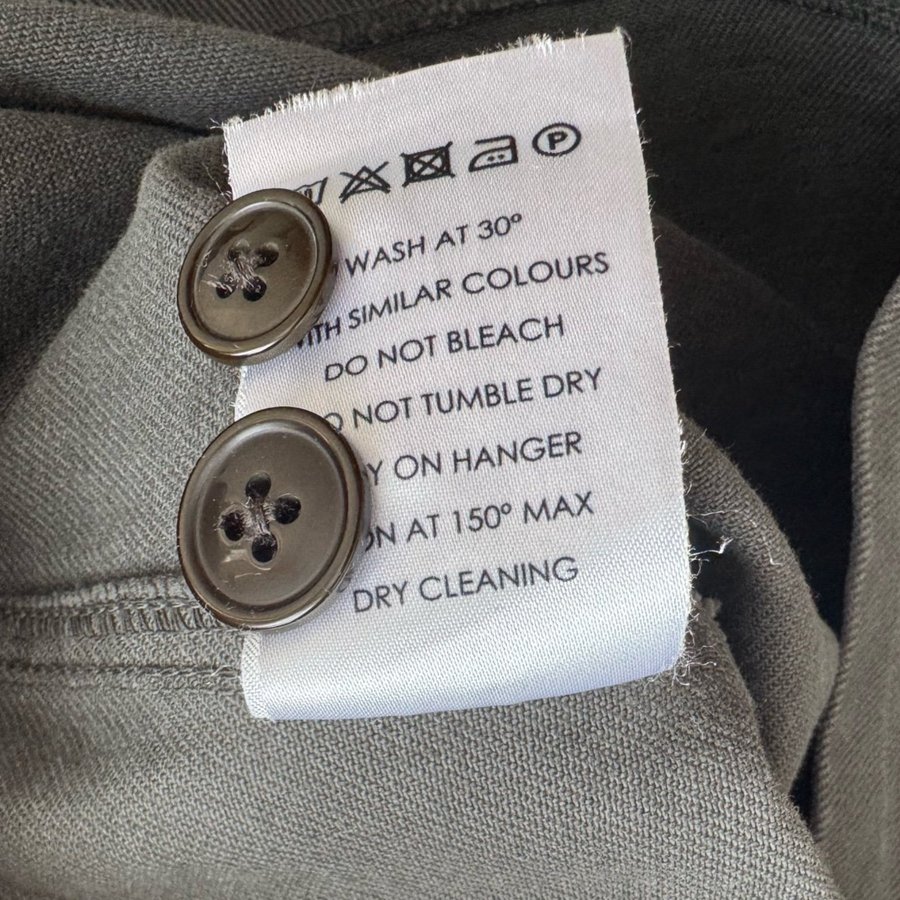 P
WASH AT 30°
WITH SIMILAR COLOURS
DO NOT BLEACH
DO NOT TUMBLE DRY
ON HANGER
AT 150° MAX
DRY CLEANING